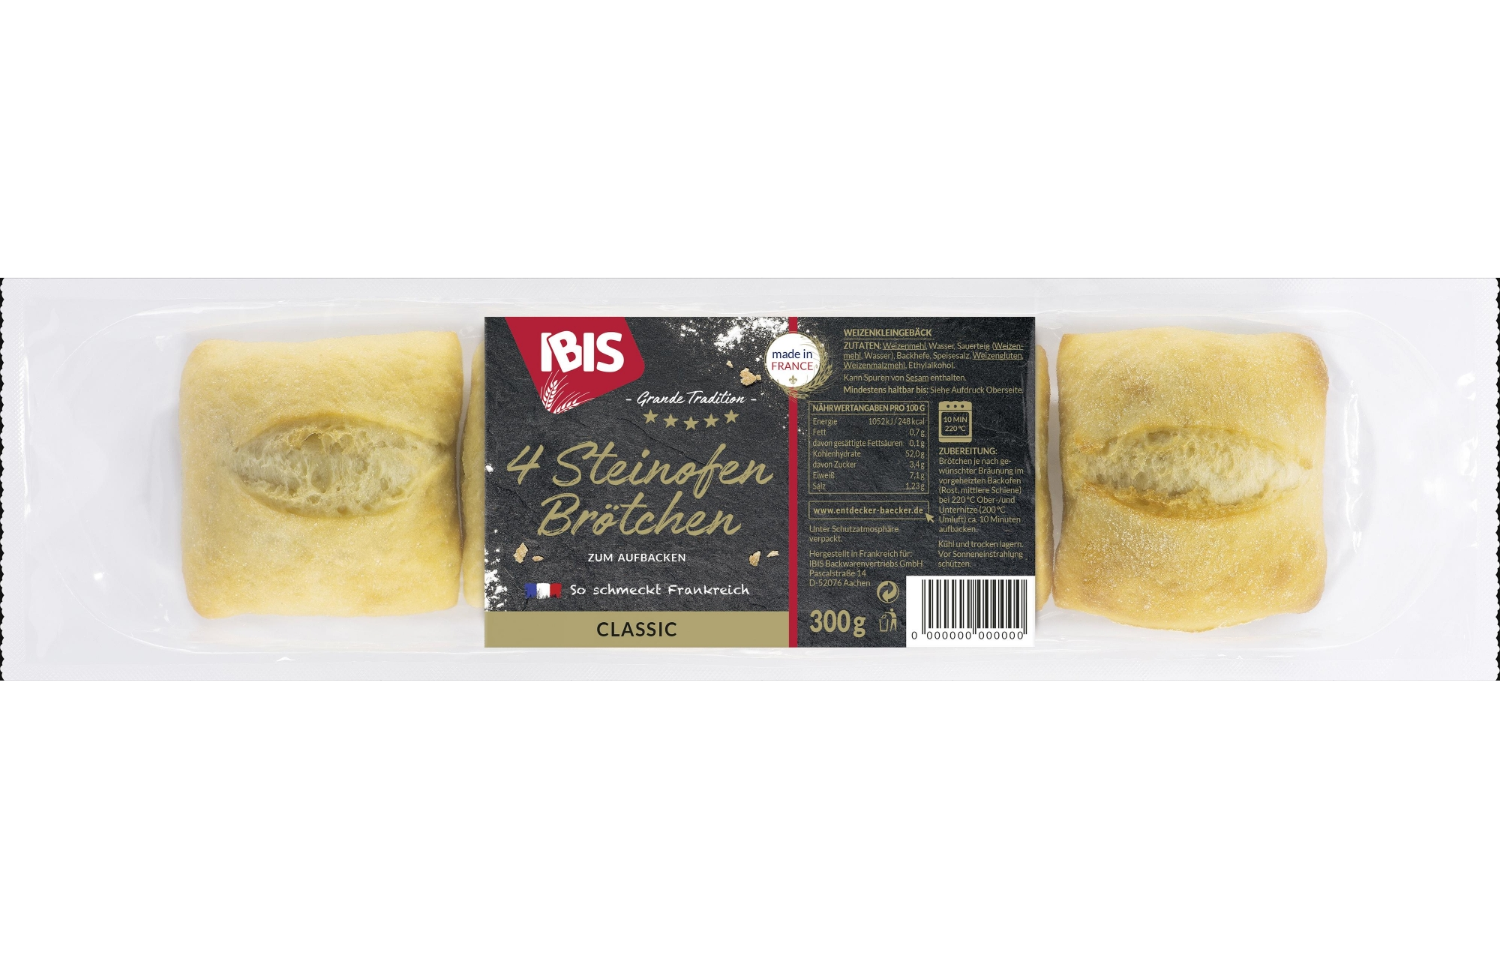 IBIS
- Grande Tradition -
4 Steinofen
Brötchen
ZUM AUFBACKEN
So schmeckt Frankreich
CLASSIC
made in
FRANCE
WEIZENKLEINGEBÄCK
ZUTATEN: Weizenmehl, Wasser, Sauerteig (Weizen-
mehl, Wasser), Backhefe, Speisesalz, Weizengluten,
Weizenmalzmehl, Ethylalkohol.
Kann Spuren von Sesam enthalten.
Mindestens haltbar bis: Siehe Aufdruck Oberseite.
NÄHRWERTANGABEN PRO 100 G
Energie 1052 kJ / 248 kcal
Fett 0,7 g
davon gesättigte Fettsäuren 0,1 g
Kohlenhydrate 52,0 g
davon Zucker 3,4 g
Eiweiß 7,1 g
Salz 1,23 g
www.entdecker-baecker.de
Unter Schutzatmosphäre
verpackt.
Hergestellt in Frankreich für:
IBIS Backwarenvertriebs GmbH
Pascalstraße 14
D-52076 Aachen
300 g
10 MIN
220 °C
ZUBEREITUNG:
Brötchen je nach ge-
wünschter Bräunung im
vorgeheizten Backofen
(Rost, mittlere Schiene)
bei 220 °C Ober-/und
Unterhitze (200 °C
Umluft) ca. 10 Minuten
aufbacken.
Kühl und trocken lagern.
Vor Sonneneinstrahlung
schützen.
0 000000 000000